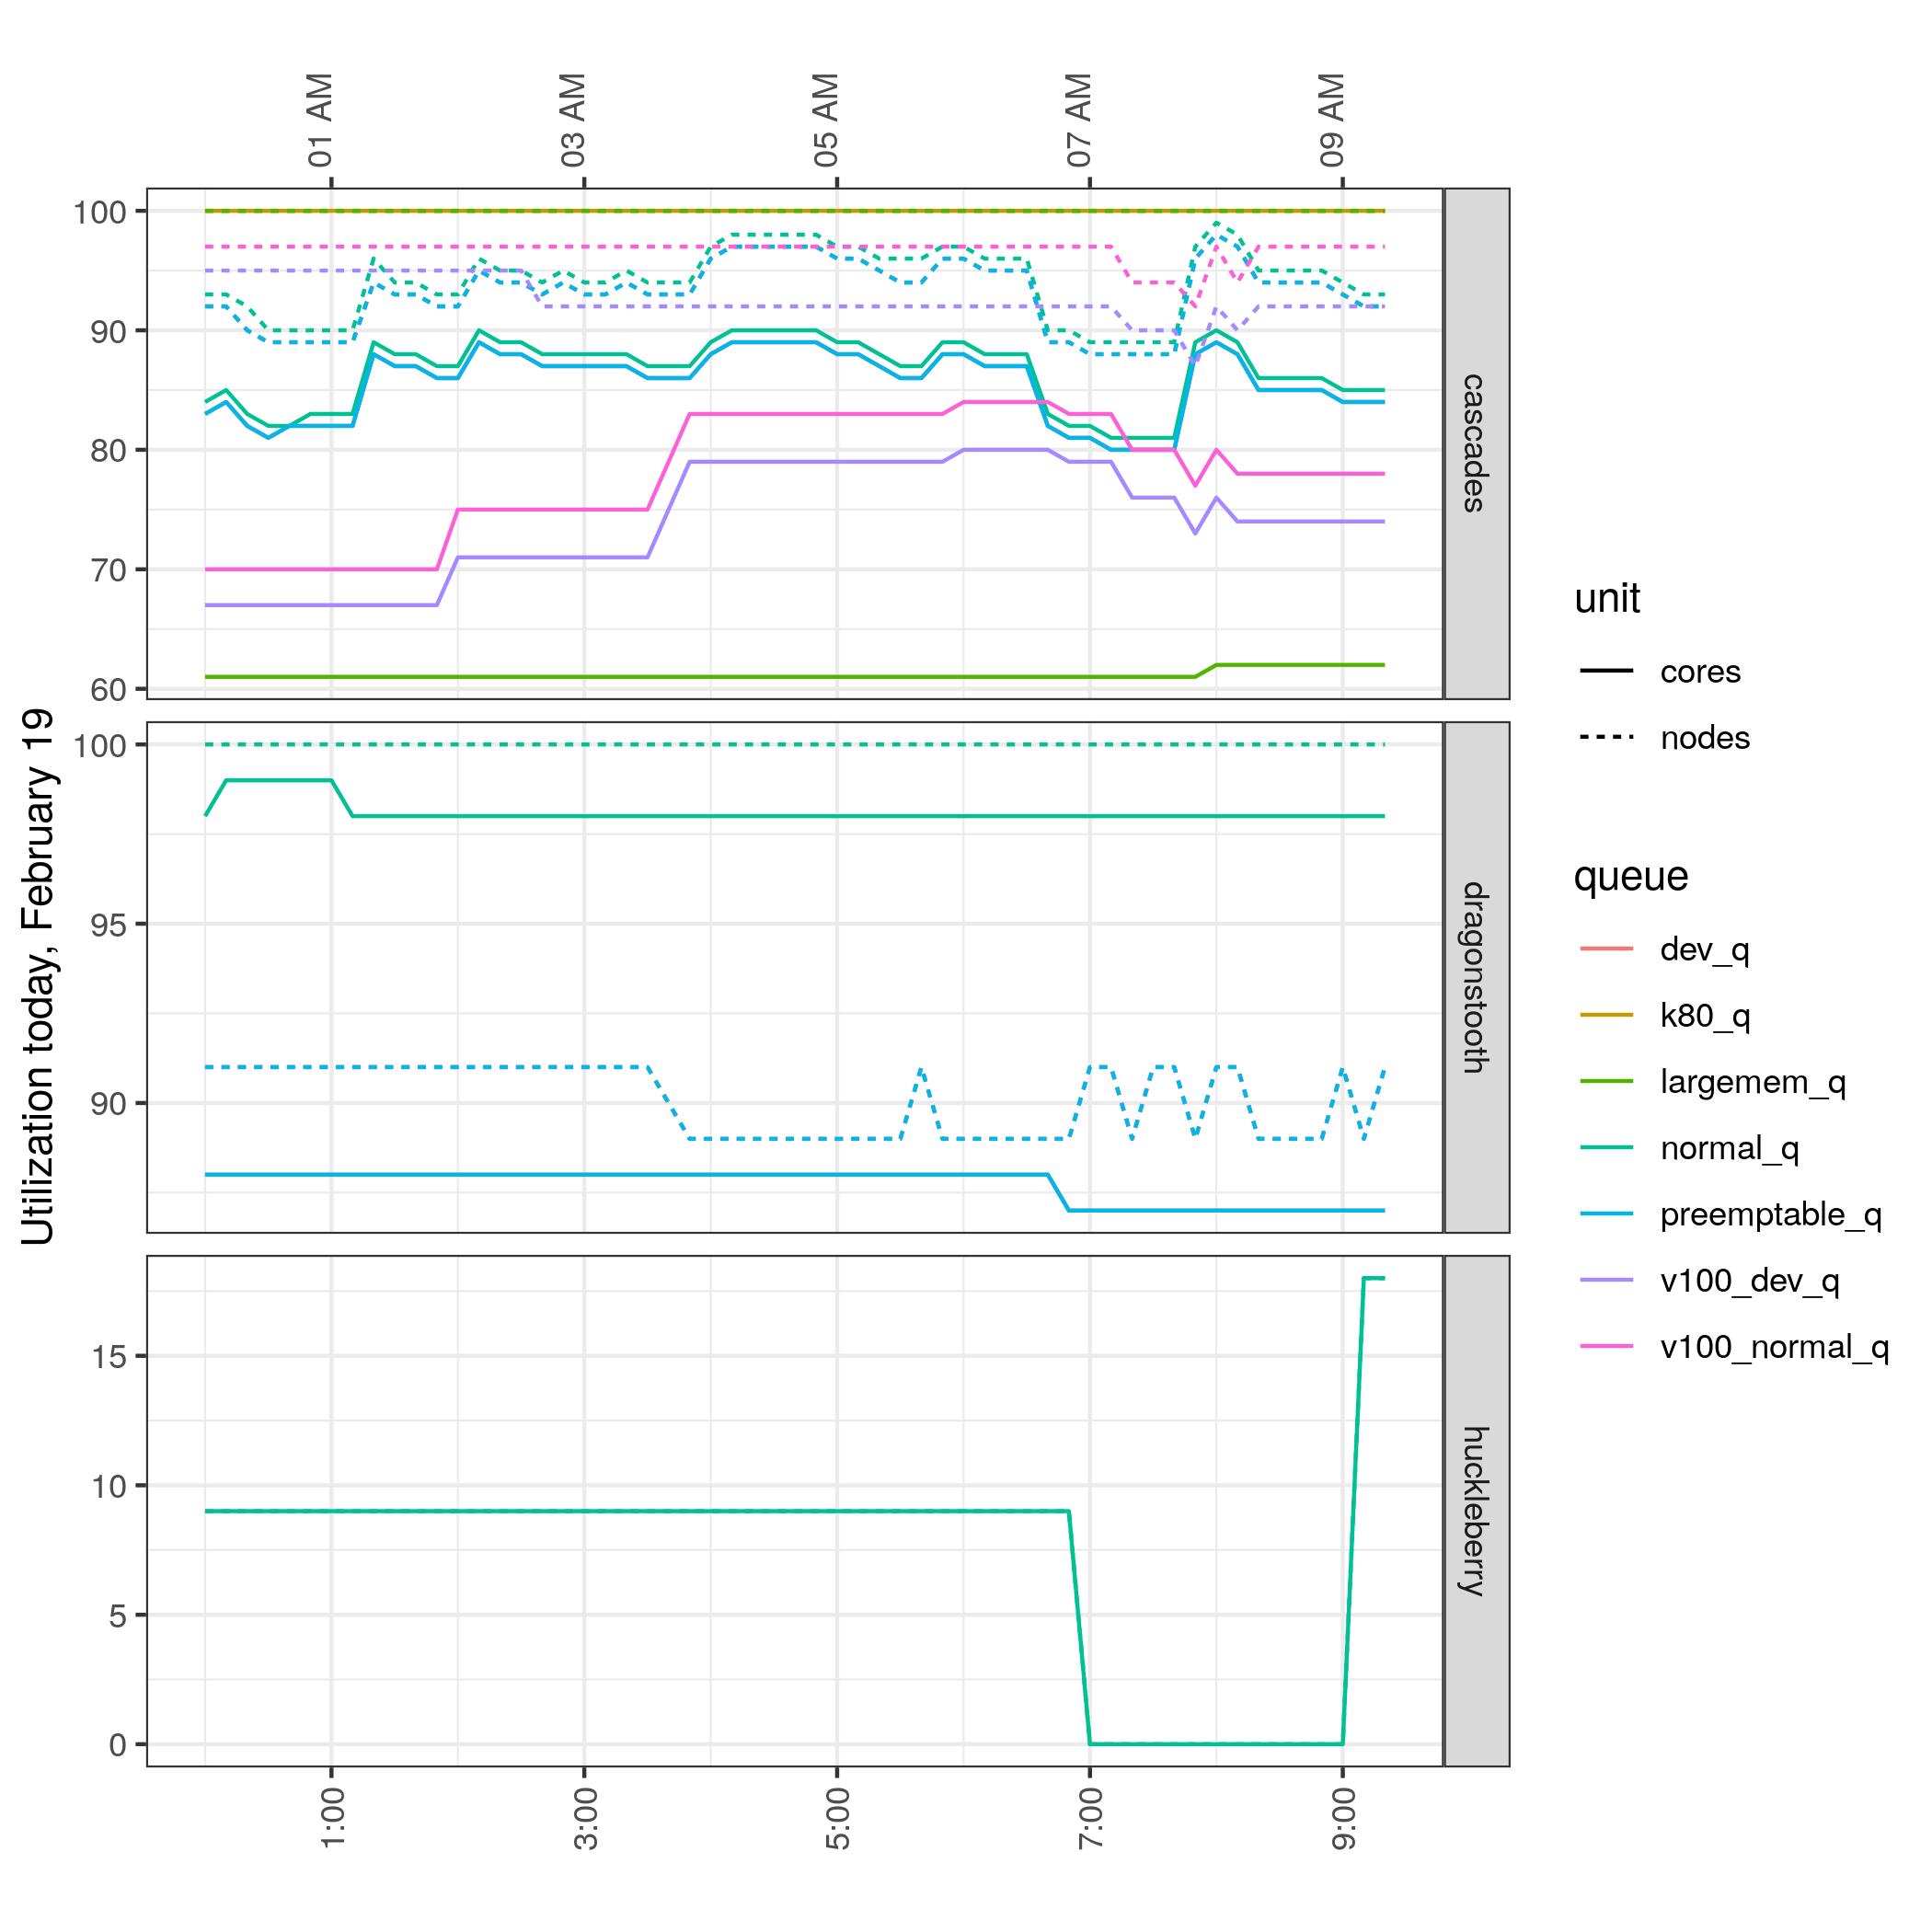 01 AM
03 AM
05 AM
07 AM
09 AM
Utilization today, February 19
100
90
80
70
60
cascades
100
95
90
dragonstooth
15
10
5
0
huckleberry
1:00
3:00
5:00
7:00
9:00
unit
cores
nodes
queue
dev_q
k80_q
largemem_q
normal_q
preemptable_q
v100_dev_q
v100_normal_q